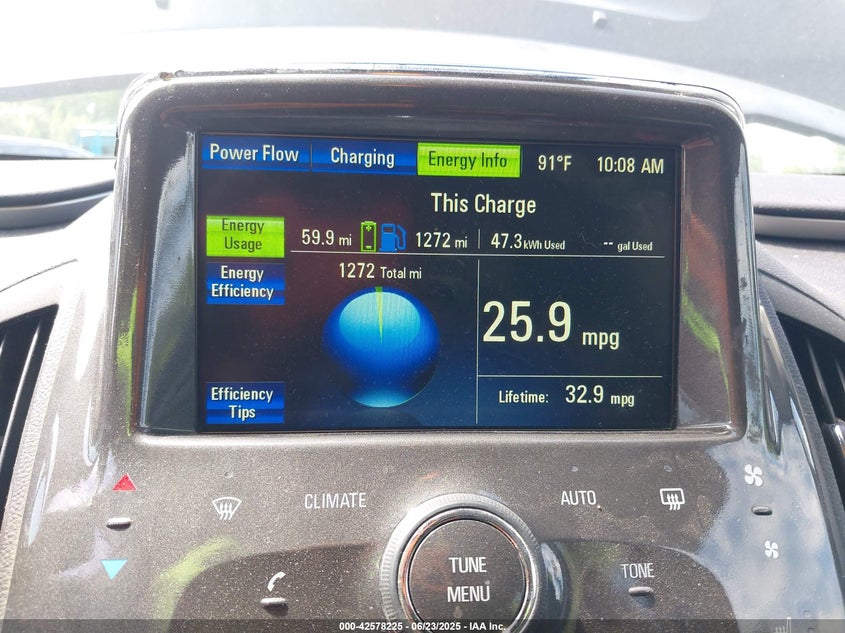 Power Flow Charging Energy Info 91°F 10:08 AM
This Charge
Energy
Usage
59.9 mi 1272 mi 47.3 kWh Used -- gal Used
Energy
Efficiency
1272 Total mi
25.9 mpg
Efficiency
Tips
Lifetime: 32.9 mpg
CLIMATE AUTO
TUNE
MENU
TONE
000-42578225 - 06/23/2025 - IAA Inc.